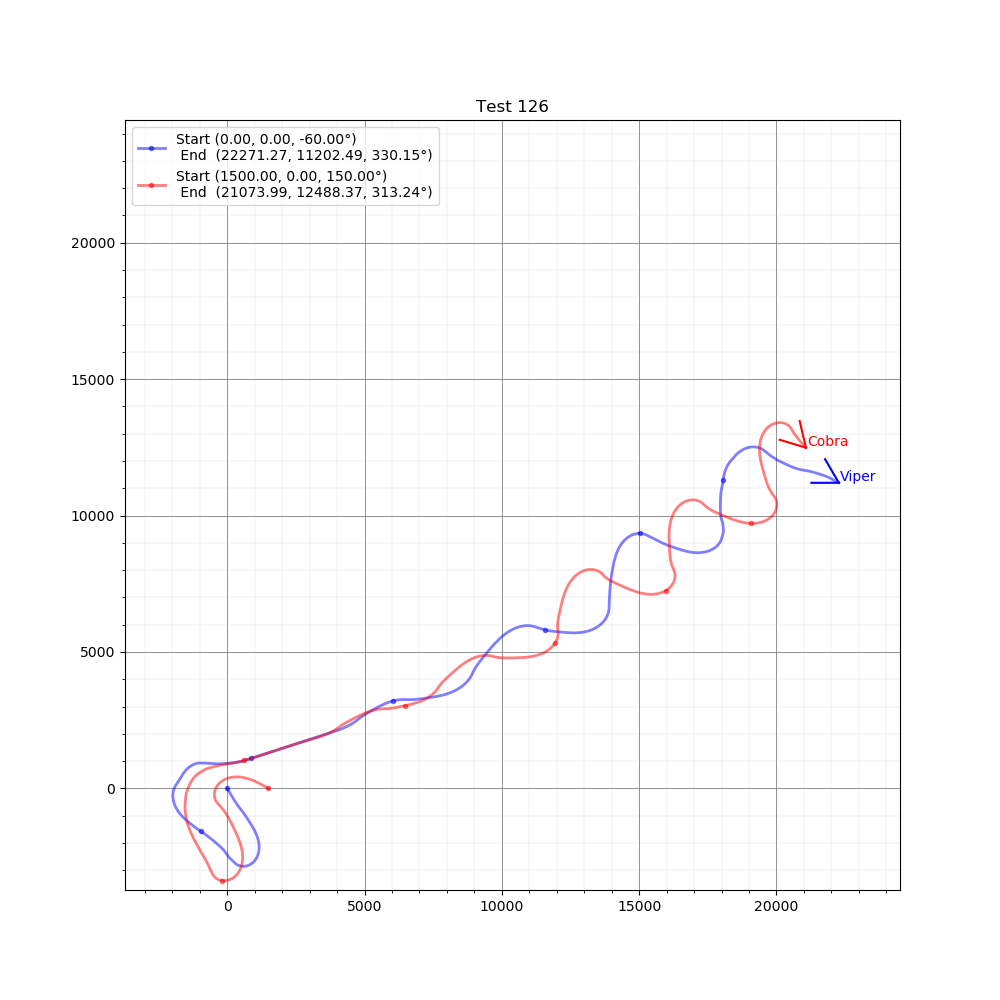 Test 126
Start (0.00, 0.00, -60.00°)
End (22271.27, 11202.49, 330.15°)
Start (1500.00, 0.00, 150.00°)
End (21073.99, 12488.37, 313.24°)
20000
15000
10000
5000
0
Cobra
Viper
0 5000 10000 15000 20000